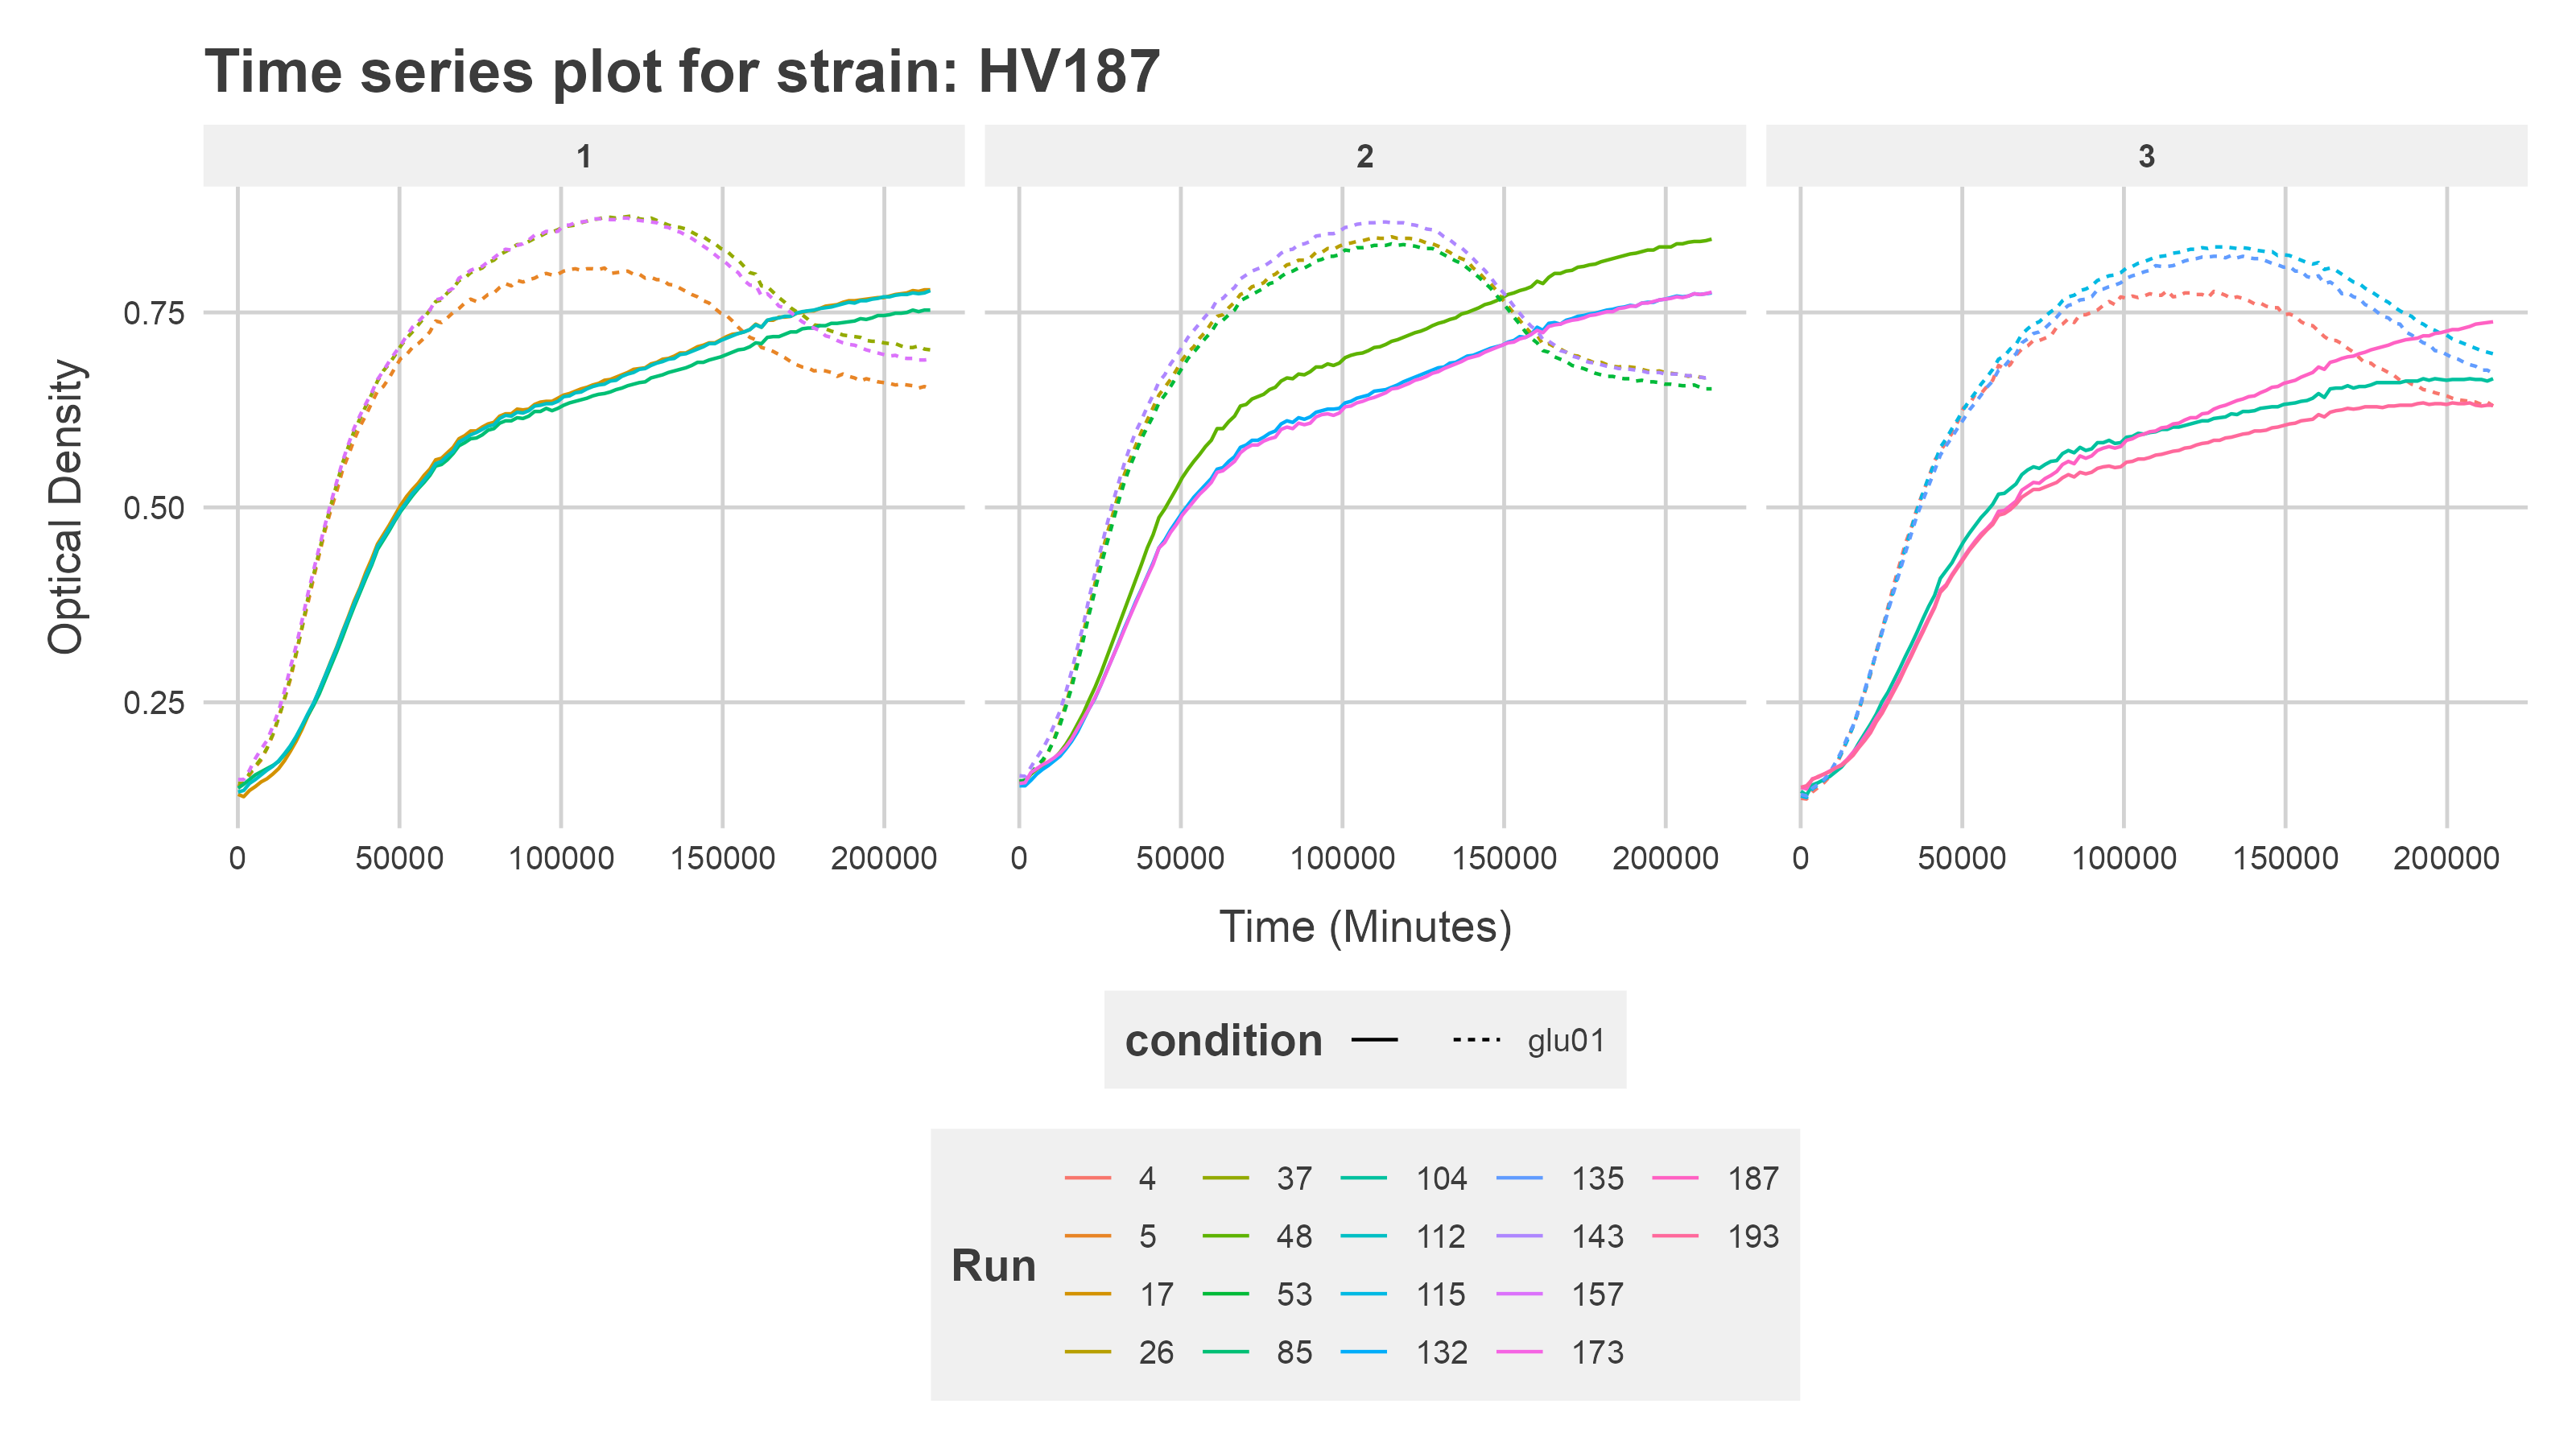 Time series plot for strain: HV187
1 2 3
Optical Density
0.75
0.50
0.25
0 50000 100000 150000 200000 0 50000 100000 150000 200000 0 50000 100000 150000 200000
Time (Minutes)
condition glu01
Run
4 37 104 135 187
5 48 112 143 193
17 53 115 157
26 85 132 173